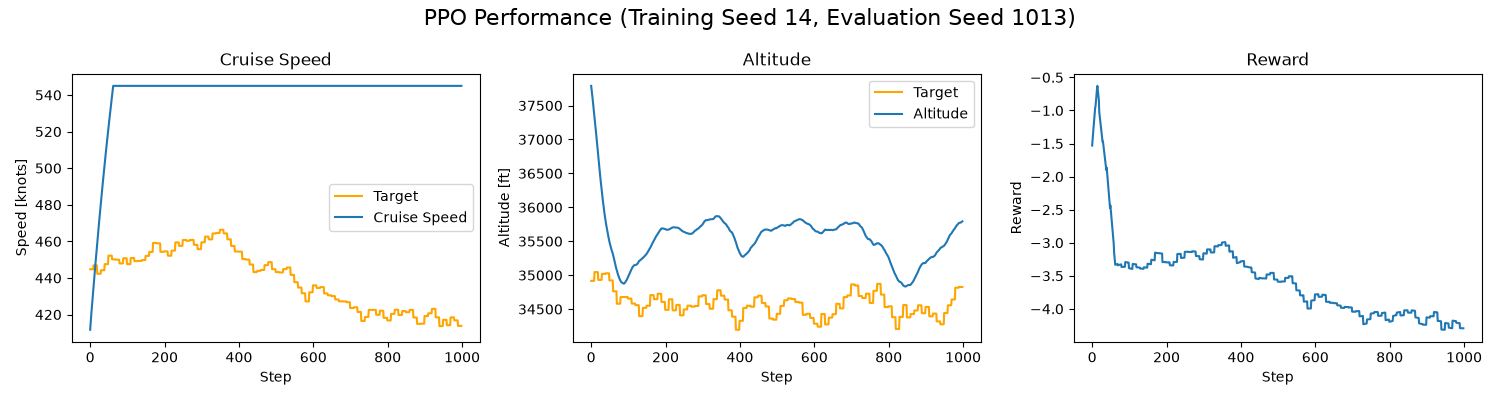 PPO Performance (Training Seed 14, Evaluation Seed 1013)
Cruise Speed
Speed [knots]
540
520
500
480
460
440
420
Target
Cruise Speed
0 200 400 600 800 1000
Step
Altitude
Altitude [ft]
37500
37000
36500
36000
35500
35000
34500
Target
Altitude
0 200 400 600 800 1000
Step
Reward
Reward
−0.5
−1.0
−1.5
−2.0
−2.5
−3.0
−3.5
−4.0
0 200 400 600 800 1000
Step